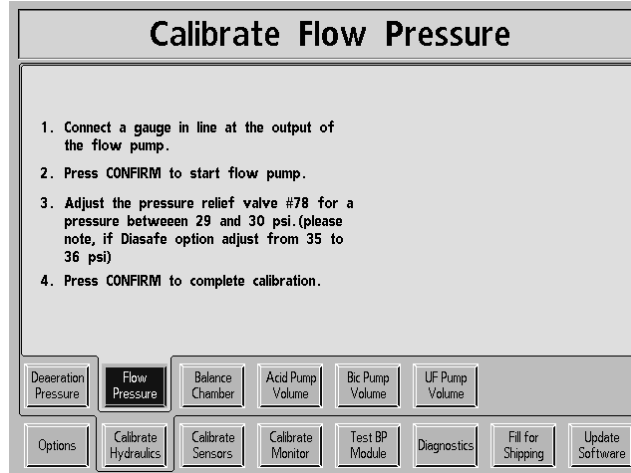 Calibrate Flow Pressure
1. Connect a gauge in line at the output of
the flow pump.
2. Press CONFIRM to start flow pump.
3. Adjust the pressure relief valve #78 for a
pressure betweeen 29 and 30 psi.(please
note, if Diasafe option adjust from 35 to
36 psi)
4. Press CONFIRM to complete calibration.
Deaeration Pressure
Flow Pressure
Balance Chamber
Acid Pump Volume
Bic Pump Volume
UF Pump Volume
Options
Calibrate Hydraulics
Calibrate Sensors
Calibrate Monitor
Test BP Module
Diagnostics
Fill for Shipping
Update Software